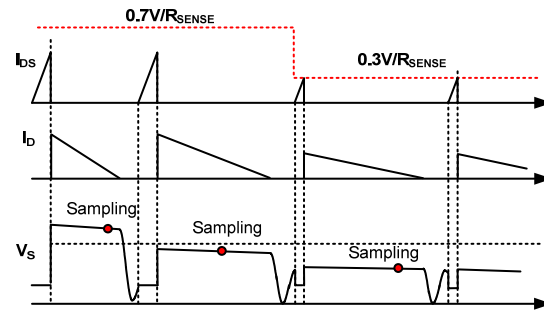 0.7V/RSENSE
0.3V/RSENSE
IDS
ID
Sampling
Sampling
Sampling
VS